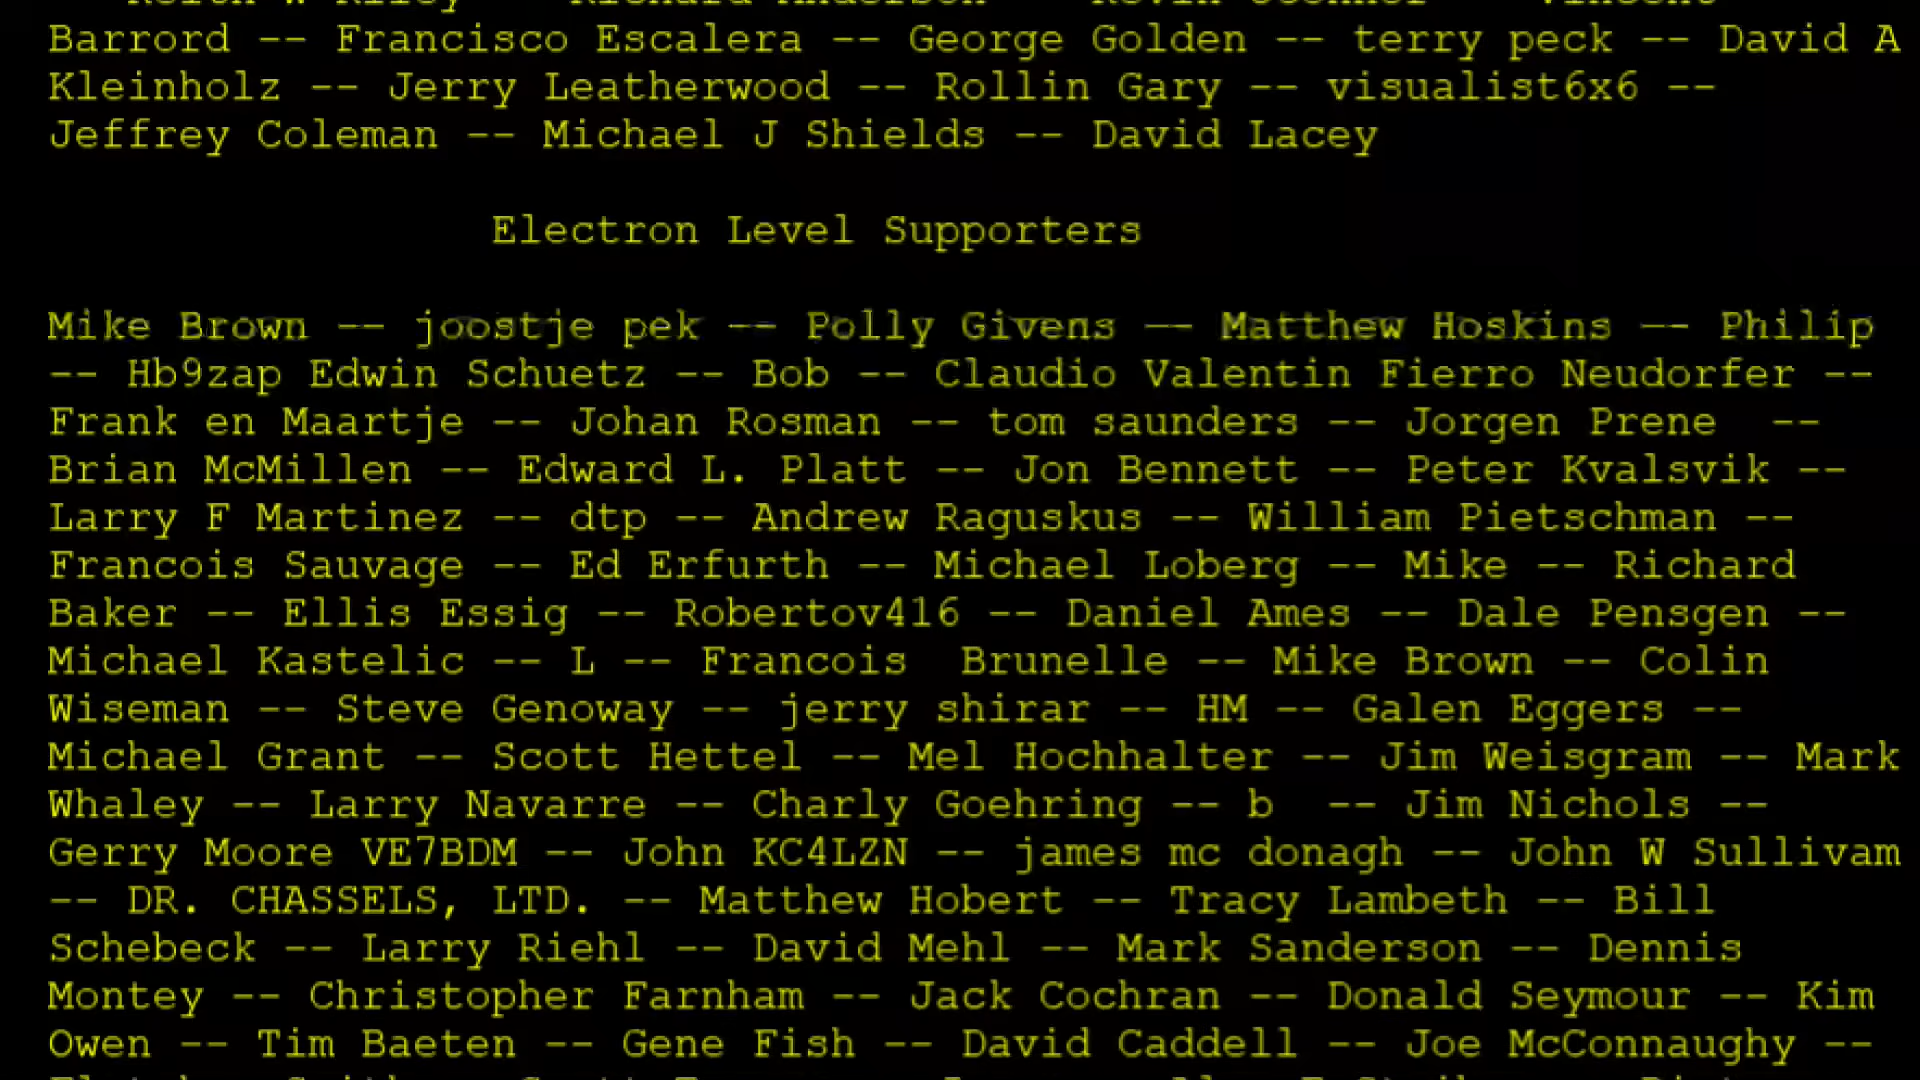 Barrord -- Francisco Escalera -- George Golden -- terry peck -- David A
Kleinholz -- Jerry Leatherwood -- Rollin Gary -- visualist6x6 --
Jeffrey Coleman -- Michael J Shields -- David Lacey
Electron Level Supporters
Mike Brown -- joostje pek -- Polly Givens -- Matthew Hoskins -- Philip
-- Hb9zap Edwin Schuetz -- Bob -- Claudio Valentin Fierro Neudorfer --
Frank en Maartje -- Johan Rosman -- tom saunders -- Jorgen Prene  --
Brian McMillen -- Edward L. Platt -- Jon Bennett -- Peter Kvalsvik --
Larry F Martinez -- dtp -- Andrew Raguskus -- William Pietschman --
Francois Sauvage -- Ed Erfurth -- Michael Loberg -- Mike -- Richard
Baker -- Ellis Essig -- Robertov416 -- Daniel Ames -- Dale Pensgen --
Michael Kastelic -- L -- Francois  Brunelle -- Mike Brown -- Colin
Wiseman -- Steve Genoway -- jerry shirar -- HM -- Galen Eggers --
Michael Grant -- Scott Hettel -- Mel Hochhalter -- Jim Weisgram -- Mark
Whaley -- Larry Navarre -- Charly Goehring -- b  -- Jim Nichols --
Gerry Moore VE7BDM -- John KC4LZN -- james mc donagh -- John W Sullivam
-- DR. CHASSELS, LTD. -- Matthew Hobert -- Tracy Lambeth -- Bill
Schebeck -- Larry Riehl -- David Mehl -- Mark Sanderson -- Dennis
Montey -- Christopher Farnham -- Jack Cochran -- Donald Seymour -- Kim
Owen -- Tim Baeten -- Gene Fish -- David Caddell -- Joe McConnaughy --